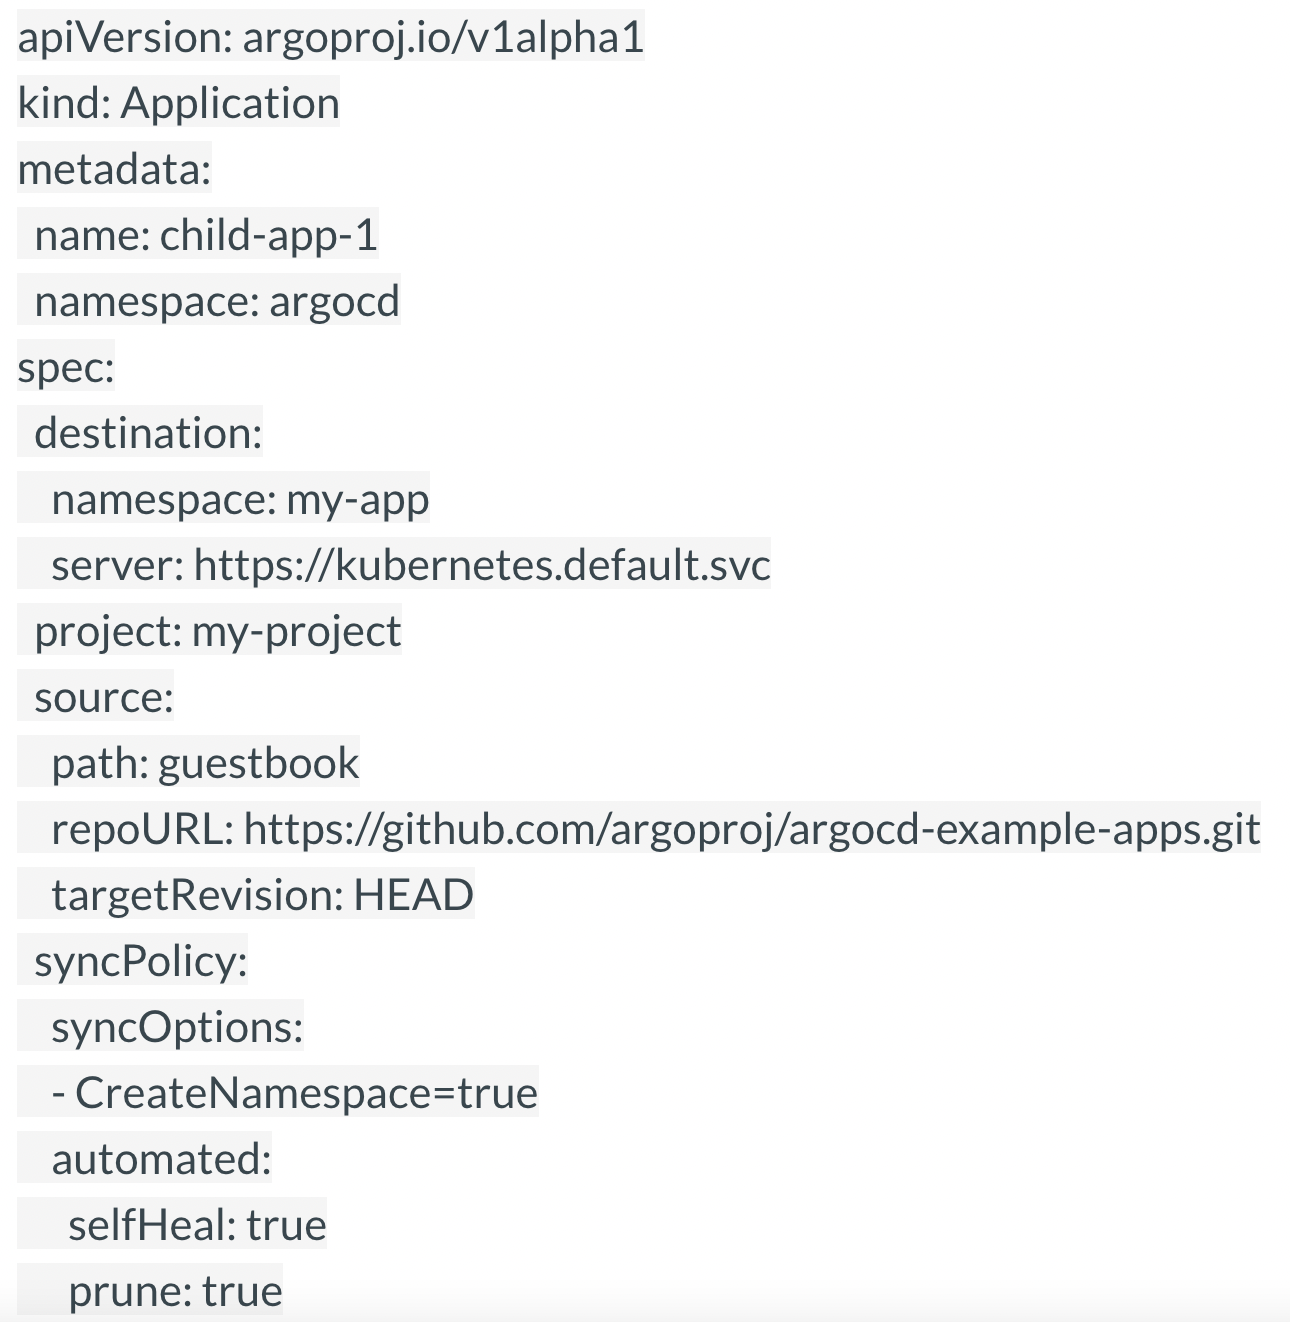 apiVersion: argoproj.io/v1alpha1
kind: Application
metadata:
  name: child-app-1
  namespace: argocd
spec:
  destination:
    namespace: my-app
    server: https://kubernetes.default.svc
  project: my-project
  source:
    path: guestbook
    repoURL: https://github.com/argoproj/argocd-example-apps.git
    targetRevision: HEAD
  syncPolicy:
    syncOptions:
    - CreateNamespace=true
    automated:
      selfHeal: true
      prune: true